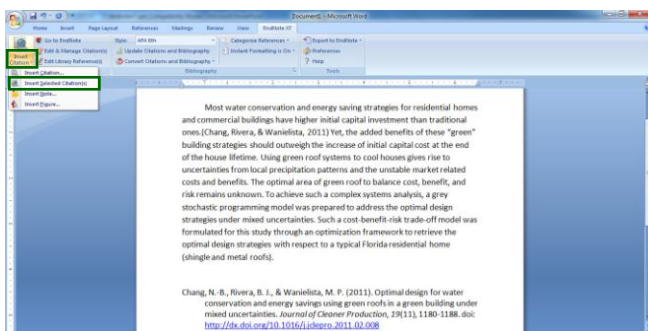 Document1 - Microsoft Word
Home Insert Page Layout References Mailings Review View EndNote X7
Go to EndNote Style: APA 6th Categorize References Export to EndNote
Insert Citation Edit & Manage Citation(s) Update Citations and Bibliography Instant Formatting is On Preferences
Edit Library Reference(s) Convert Citations and Bibliography Help
Insert Citation... Bibliography Tools
Insert Selected Citation(s)
Insert Note...
Insert Figure...
Most water conservation and energy saving strategies for residential homes
and commercial buildings have higher initial capital investment than traditional
ones.(Chang, Rivera, & Wanielista, 2011) Yet, the added benefits of these "green"
building strategies should outweigh the increase of initial capital cost at the end
of the house lifetime. Using green roof systems to cool houses gives rise to
uncertainties from local precipitation patterns and the unstable market related
costs and benefits. The optimal area of green roof to balance cost, benefit, and
risk remains unknown. To achieve such a complex systems analysis, a grey
stochastic programming model was prepared to address the optimal design
strategies under mixed uncertainties. Such a cost-benefit-risk trade-off model was
formulated for this study through an optimization framework to retrieve the
optimal design strategies with respect to a typical Florida residential home
(shingle and metal roofs).
Chang, N.-B., Rivera, B. J., & Wanielista, M. P. (2011). Optimal design for water
conservation and energy savings using green roofs in a green building under
mixed uncertainties. Journal of Cleaner Production, 19(11), 1180-1188. doi:
http://dx.doi.org/10.1016/j.jclepro.2011.02.008